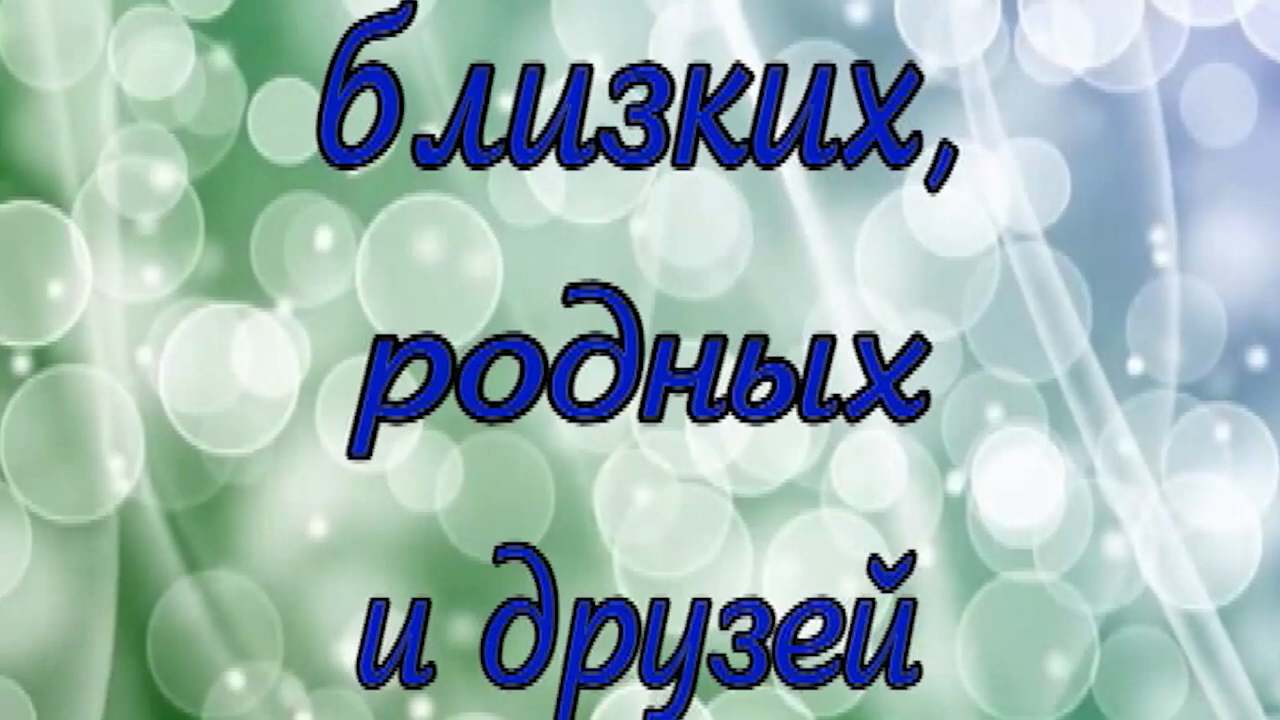 близких,
родных
и друзей